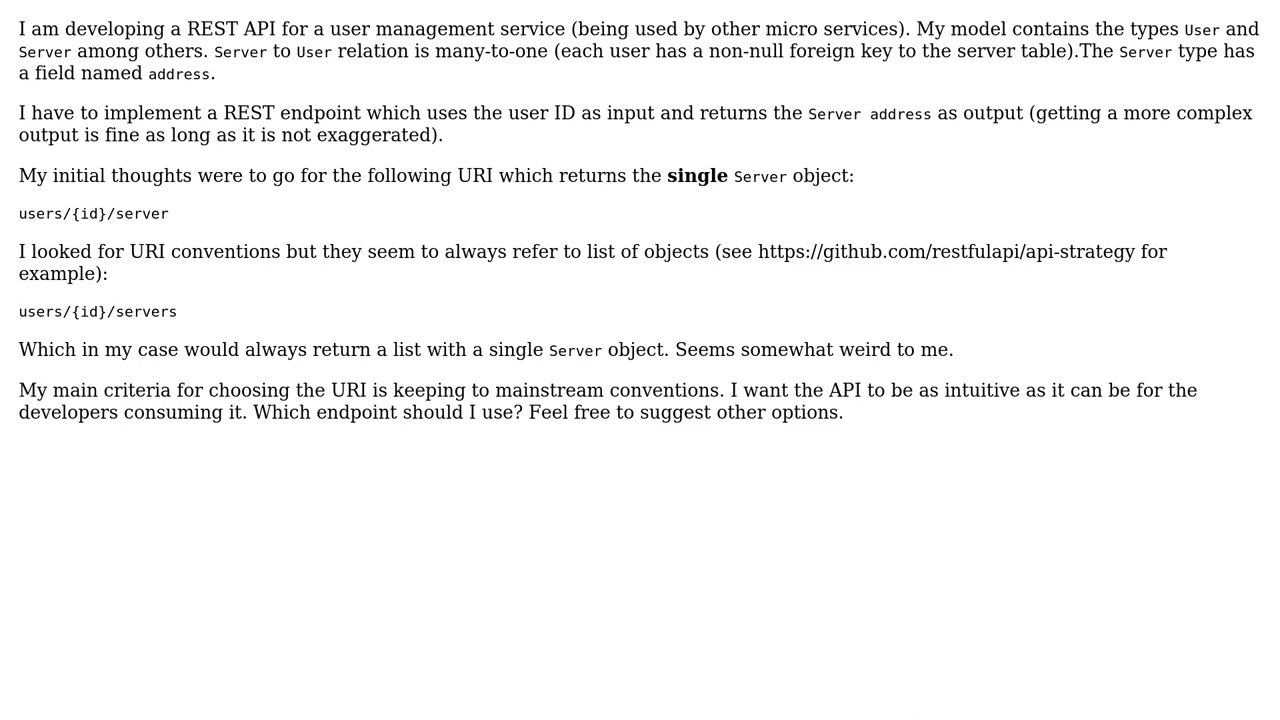 I am developing a REST API for a user management service (being used by other micro services). My model contains the types User and
Server among others. Server to User relation is many-to-one (each user has a non-null foreign key to the server table).The Server type has
a field named address.
I have to implement a REST endpoint which uses the user ID as input and returns the Server address as output (getting a more complex
output is fine as long as it is not exaggerated).
My initial thoughts were to go for the following URI which returns the single Server object:
users/{id}/server
I looked for URI conventions but they seem to always refer to list of objects (see https://github.com/restfulapi/api-strategy for
example):
users/{id}/servers
Which in my case would always return a list with a single Server object. Seems somewhat weird to me.
My main criteria for choosing the URI is keeping to mainstream conventions. I want the API to be as intuitive as it can be for the
developers consuming it. Which endpoint should I use? Feel free to suggest other options.